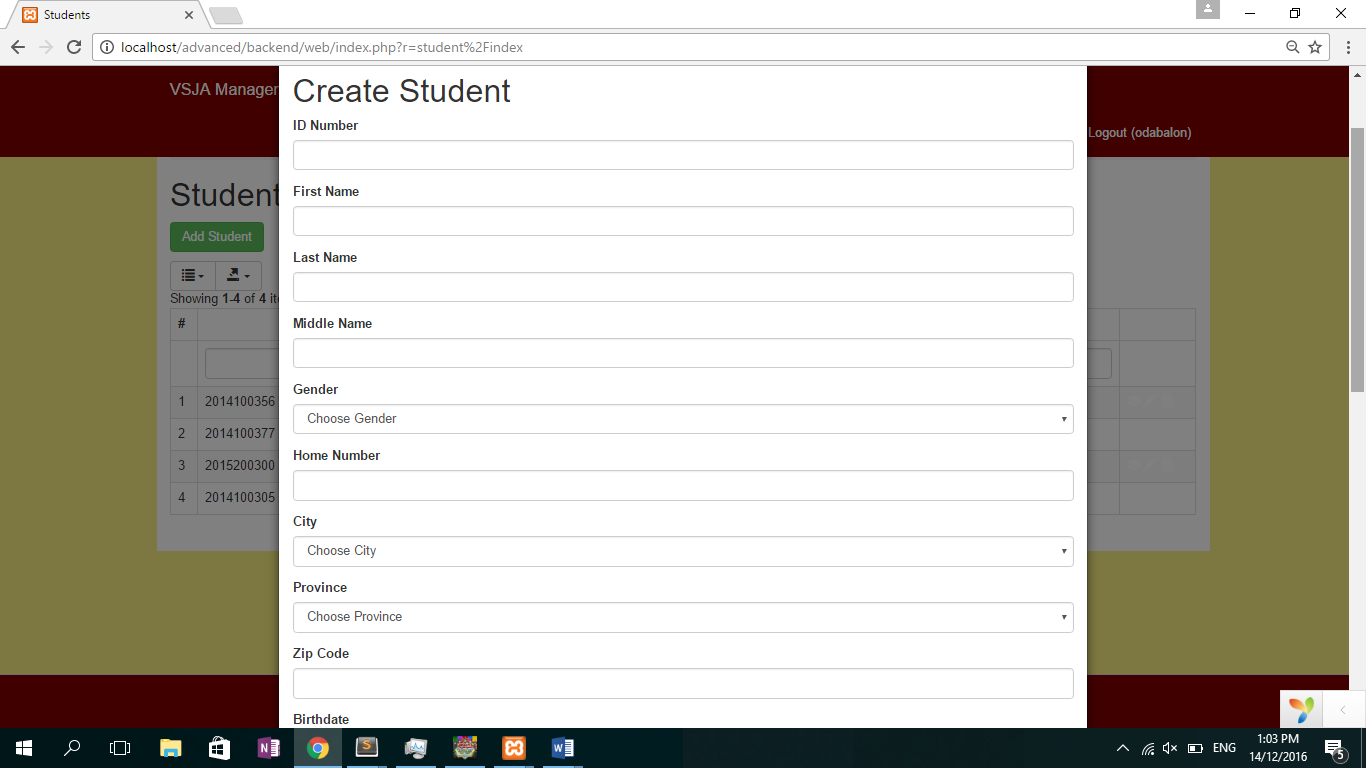 Students
localhost/advanced/backend/web/index.php?r=student%2Findex
VSJA Manager
Logout (odabalon)
Student
Add Student
Showing 1-4 of 4
#
1 2014100356
2 2014100377
3 2015200300
4 2014100305
Create Student
ID Number
First Name
Last Name
Middle Name
Gender
Choose Gender
Home Number
City
Choose City
Province
Choose Province
Zip Code
Birthdate
ENG
1:03 PM
14/12/2016
5